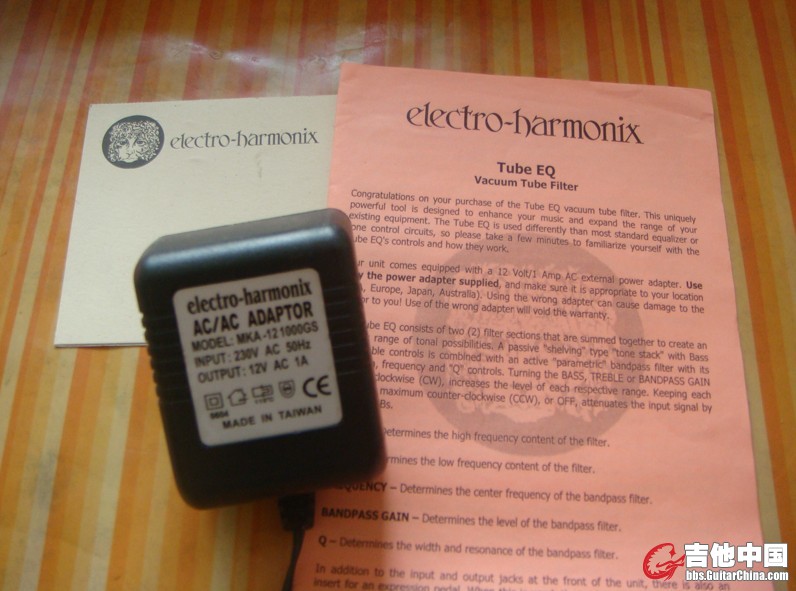 electro-harmonix
electro-harmonix
Tube EQ
Vacuum Tube Filter
Congratulations on your purchase of the Tube EQ vacuum tube filter. This uniquely
powerful tool is designed to enhance your music and expand the range of your
existing equipment. The Tube EQ is used differently than most standard equalizer or
one control circuits, so please take a few minutes to familiarize yourself with the
ube EQ's controls and how they work.
ur unit comes equipped with a 12 Volt/1 Amp AC external power adapter. Use
y the power adapter supplied, and make sure it is appropriate to your location
, Europe, Japan, Australia). Using the wrong adapter can cause damage to the
or to you! Use of the wrong adapter will void the warranty.
ube EQ consists of two (2) filter sections that are summed together to create an
range of tonal possibilities. A passive "shelving" type "tone stack" with Bass
ble controls is combined with an active "parametric" bandpass filter with its
, frequency and "Q" controls. Turning the BASS, TREBLE or BANDPASS GAIN
clockwise (CW), increases the level of each respective range. Keeping each
maximum counter-clockwise (CCW), or OFF, attenuates the input signal by
Bs.
Determines the high frequency content of the filter.
rmines the low frequency content of the filter.
QUENCY – Determines the center frequency of the bandpass filter.
BANDPASS GAIN – Determines the level of the bandpass filter.
Q – Determines the width and resonance of the bandpass filter.
In addition to the input and output jacks at the front of the unit, there is also an
insert for an expression pedal. When this is
electro-harmonix
AC/AC ADAPTOR
MODEL: MKA-121000GS
INPUT: 230V AC 50Hz
OUTPUT: 12V AC 1A
CE
MADE IN TAIWAN
吉他中国
bbs.GuitarChina.com